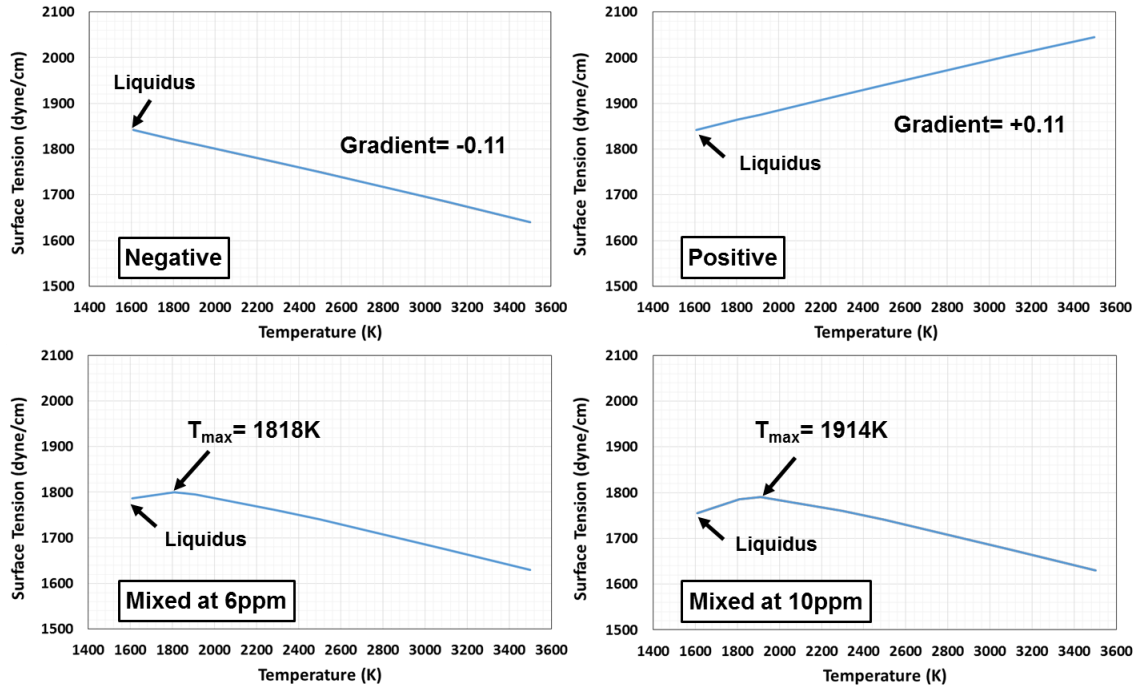 Surface Tension (dyne/cm)
2100
2000
1900
1800
1700
1600
1500
Liquidus
Gradient= -0.11
Negative
1400 1600 1800 2000 2200 2400 2600 2800 3000 3200 3400 3600
Temperature (K)
Surface Tension (dyne/cm)
2100
2000
1900
1800
1700
1600
1500
Gradient= +0.11
Liquidus
Positive
1400 1600 1800 2000 2200 2400 2600 2800 3000 3200 3400 3600
Temperature (K)
Surface Tension (dyne/cm)
2100
2000
1900
1800
1700
1600
1500
Tmax= 1818K
Liquidus
Mixed at 6ppm
1400 1600 1800 2000 2200 2400 2600 2800 3000 3200 3400 3600
Temperature (K)
Surface Tension (dyne/cm)
2100
2000
1900
1800
1700
1600
1500
Tmax= 1914K
Liquidus
Mixed at 10ppm
1400 1600 1800 2000 2200 2400 2600 2800 3000 3200 3400 3600
Temperature (K)